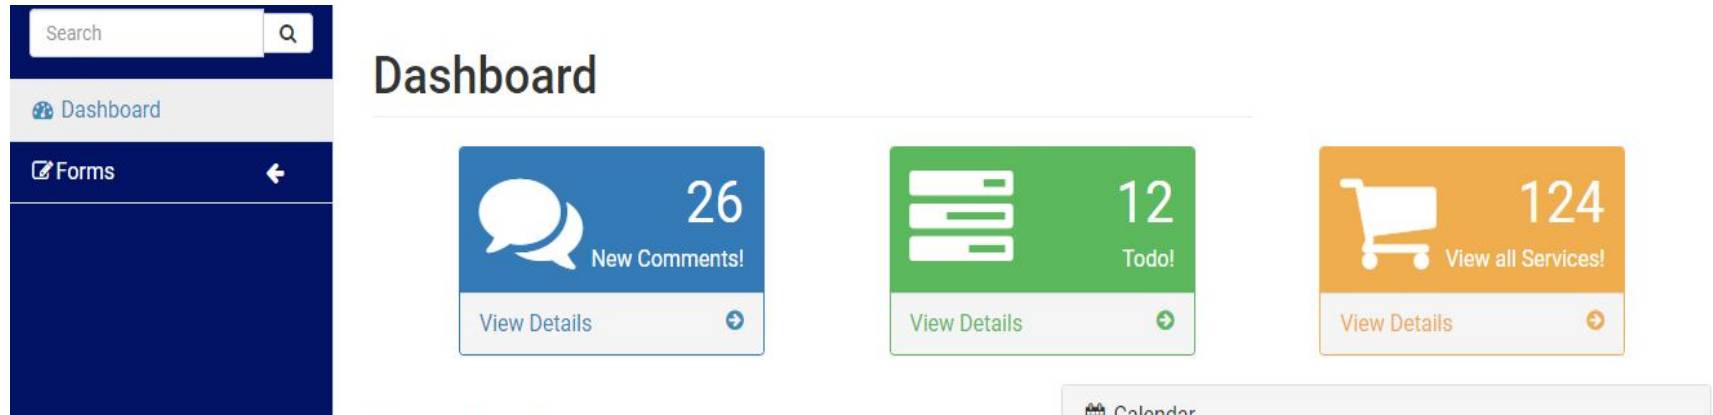 Search
Dashboard
Forms
Dashboard
26
New Comments!
View Details
12
Todo!
View Details
124
View all Services!
View Details
Calendar